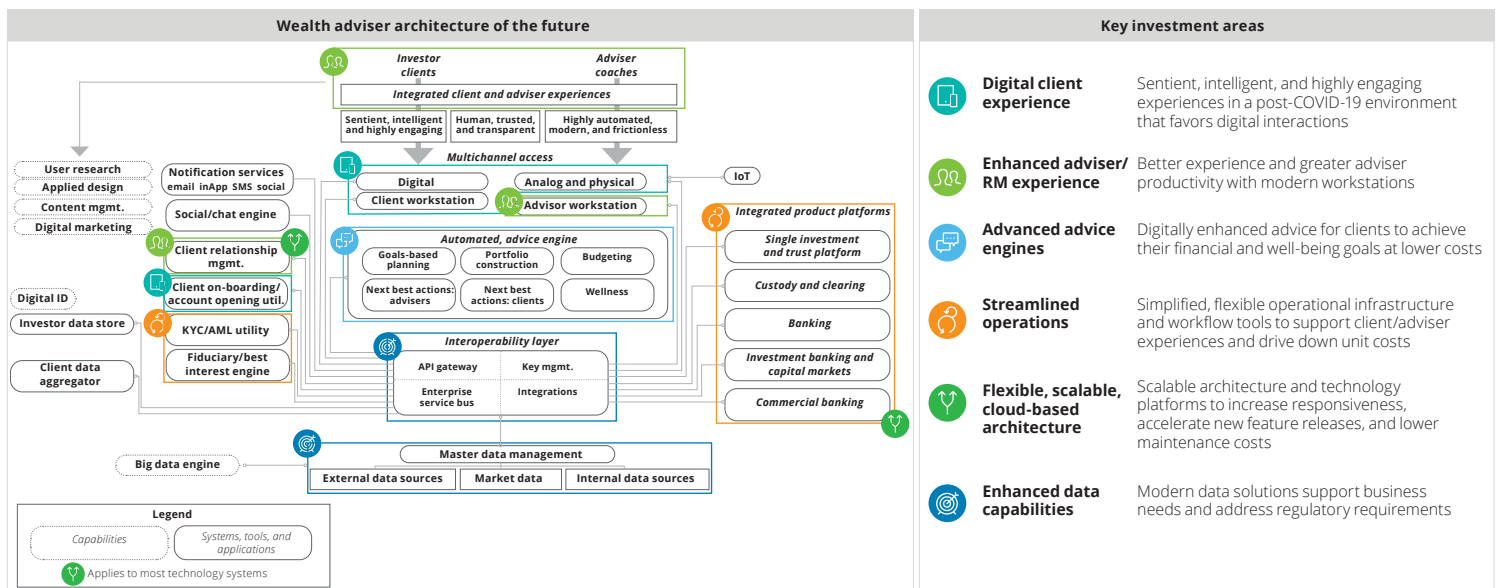 Wealth adviser architecture of the future
Investor
clients
Adviser
coaches
Integrated client and adviser experiences
Sentient, intelligent
and highly engaging
Human, trusted,
and transparent
Highly automated,
modern, and frictionless
Multichannel access
User research
Applied design
Content mgmt.
Digital marketing
Notification services
email inApp SMS social
Social/chat engine
Client relationship
mgmt.
Client on-boarding/
account opening util.
KYC/AML utility
Fiduciary/best
interest engine
Digital ID
Investor data store
Client data
aggregator
Digital
Client workstation
Analog and physical
Advisor workstation
IoT
Automated, advice engine
Goals-based
planning
Portfolio
construction
Budgeting
Next best actions:
advisers
Next best
actions: clients
Wellness
Interoperability layer
API gateway
Key mgmt.
Enterprise
service bus
Integrations
Integrated product platforms
Single investment
and trust platform
Custody and clearing
Banking
Investment banking and
capital markets
Commercial banking
Big data engine
Master data management
External data sources
Market data
Internal data sources
Legend
Capabilities
Systems, tools, and
applications
Applies to most technology systems
Key investment areas
Digital client
experience
Sentient, intelligent, and highly engaging
experiences in a post-COVID-19 environment
that favors digital interactions
Enhanced adviser/
RM experience
Better experience and greater adviser
productivity with modern workstations
Advanced advice
engines
Digitally enhanced advice for clients to achieve
their financial and well-being goals at lower costs
Streamlined
operations
Simplified, flexible operational infrastructure
and workflow tools to support client/adviser
experiences and drive down unit costs
Flexible, scalable,
cloud-based
architecture
Scalable architecture and technology
platforms to increase responsiveness,
accelerate new feature releases, and lower
maintenance costs
Enhanced data
capabilities
Modern data solutions support business
needs and address regulatory requirements